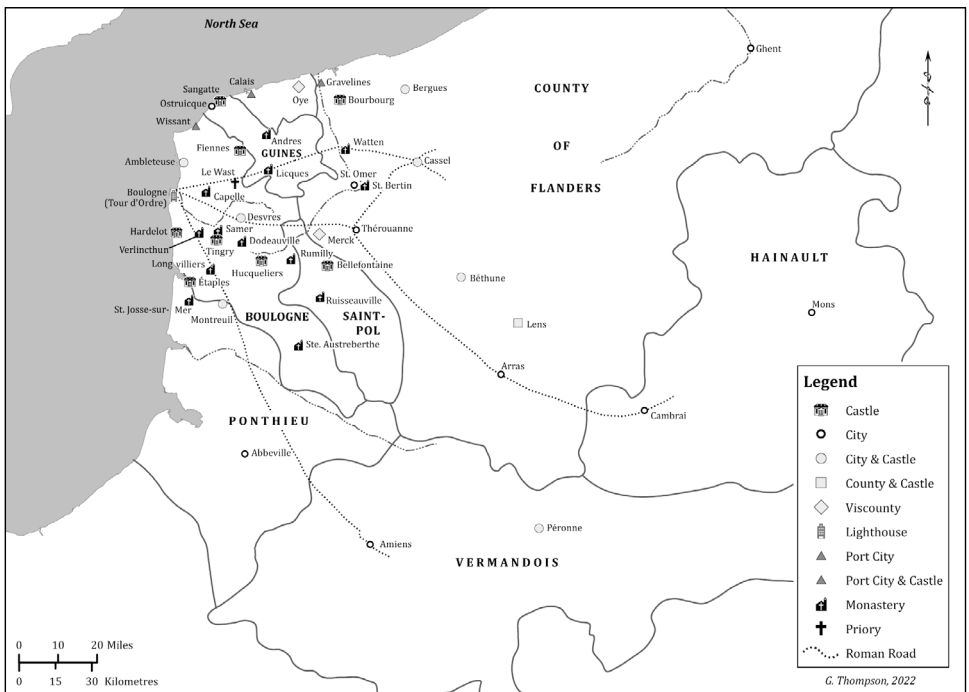 North Sea
Ghent
Calais
Gravelines
Sangatte
Oye
Bourbourg
Bergues
COUNTY
Ostruicque
Wissant
Andres
Watten
OF
Fiennes
GUINES
Ambleteuse
Cassel
Le Wast
Licques
St. Omer
St. Bertin
FLANDERS
Boulogne
(Tour d'Ordre)
Capelle
Desvres
Hardelot
Samer
Thérouanne
Verlincthun
Tingry
Dodeauville
Merck
Rumilly
HAINAULT
Longvilliers
Hucqueliers
Bellefontaine
Étaples
Béthune
St. Josse-sur- Mer
Montreuil
Ruisseauville
Mons
BOULOGNE
SAINT-
POL
Lens
Ste. Austreberthe
Arras
Cambrai
PONTHIEU
Abbeville
Péronne
Amiens
VERMANDOIS
Legend
Castle
City
City & Castle
County & Castle
Viscounty
Lighthouse
Port City
Port City & Castle
Monastery
Priory
Roman Road
0 10 20 Miles
0 15 30 Kilometres
G. Thompson, 2022